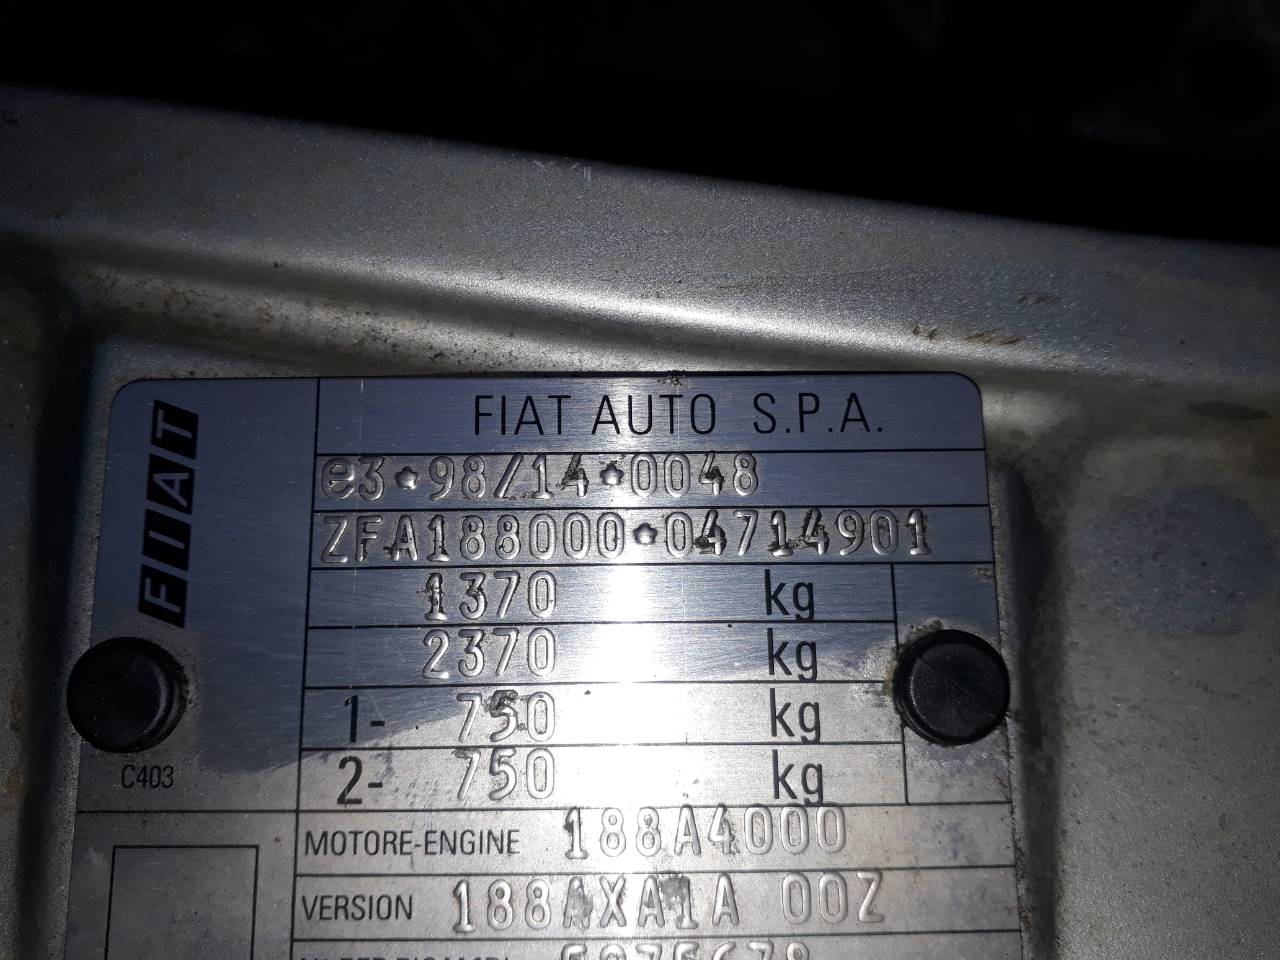 FIAT AUTO S.P.A.
FIAT
e3*98/14*0048
ZFA188000*04714901
1370 kg
2370 kg
1- 750 kg
2- 750 kg
C403
MOTORE-ENGINE 188A4000
VERSION 188AXA1A 00Z